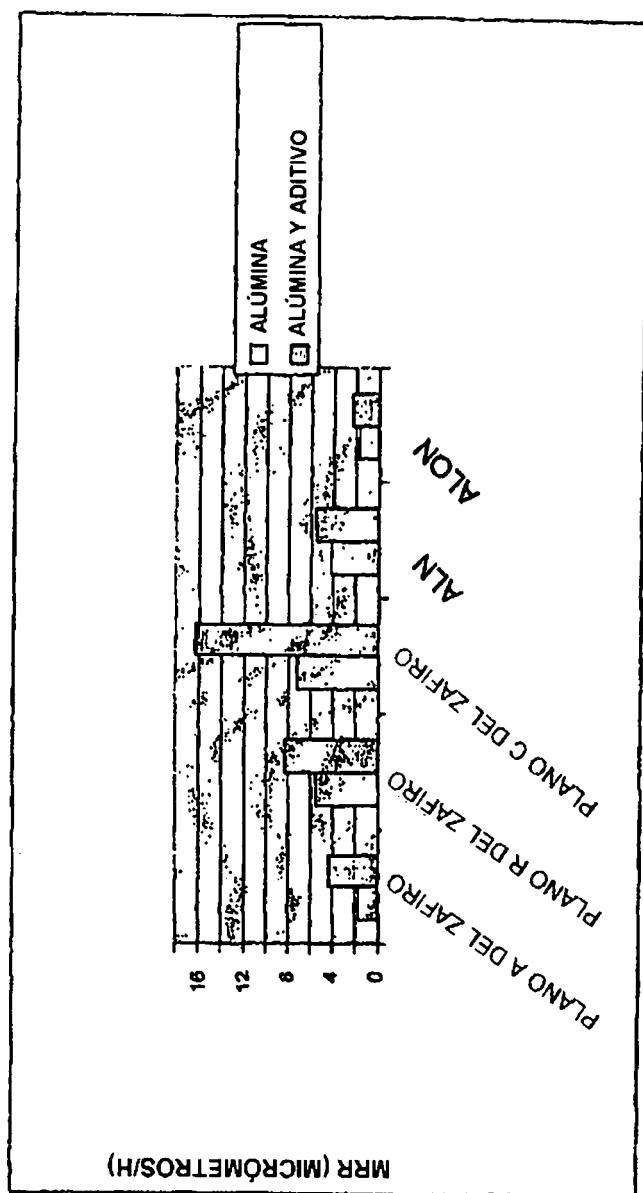 MRR (MICRÓMETROS/H)
16
12
8
4
0
PLANO A DEL ZAFIRO
PLANO R DEL ZAFIRO
PLANO C DEL ZAFIRO
ALN
ALON
ALÚMINA
ALÚMINA Y ADITIVO